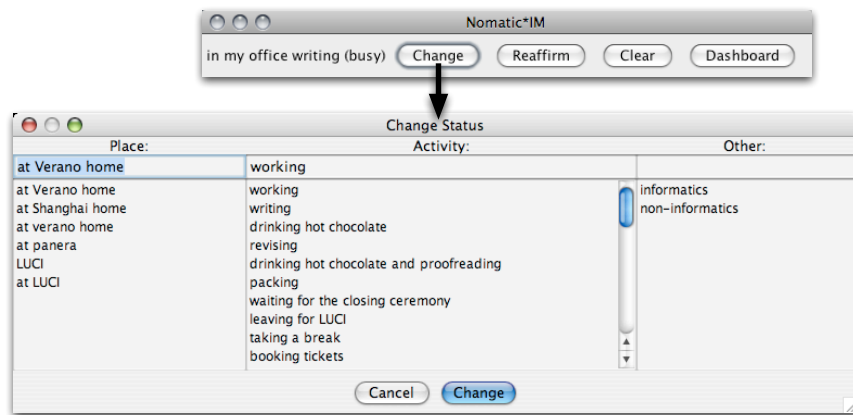 Nomatic*IM
in my office writing (busy) Change Reaffirm Clear Dashboard
Change Status
Place: Activity: Other:
at Verano home working
at Verano home working informatics
at Shanghai home writing non-informatics
at verano home drinking hot chocolate
at panera revising
LUCI drinking hot chocolate and proofreading
at LUCI packing
waiting for the closing ceremony
leaving for LUCI
taking a break
booking tickets
Cancel Change